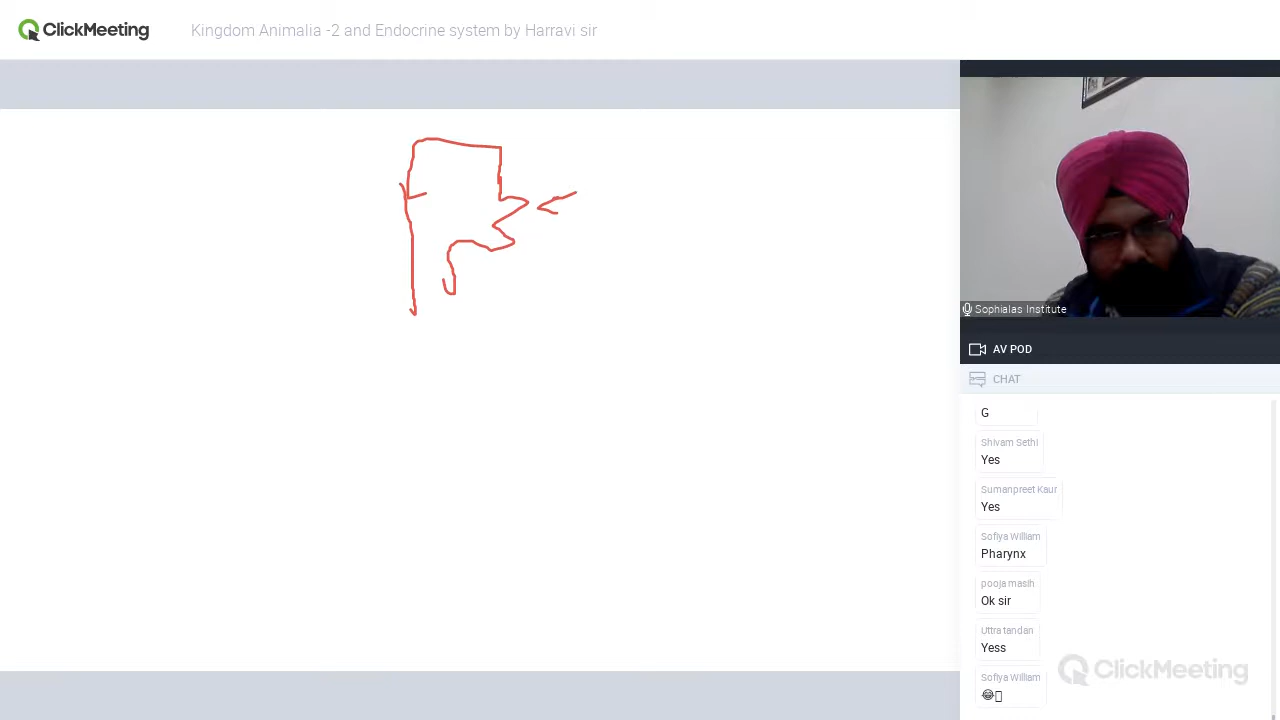 ClickMeeting
Kingdom Animalia -2 and Endocrine system by Harravi sir
Sophialas Institute
AV POD
CHAT
G
Shivam Sethi
Yes
Sumanpreet Kaur
Yes
Sofiya William
Pharynx
pooja masih
Ok sir
Uttra tandan
Yess
Sofiya William
😂
ClickMeeting